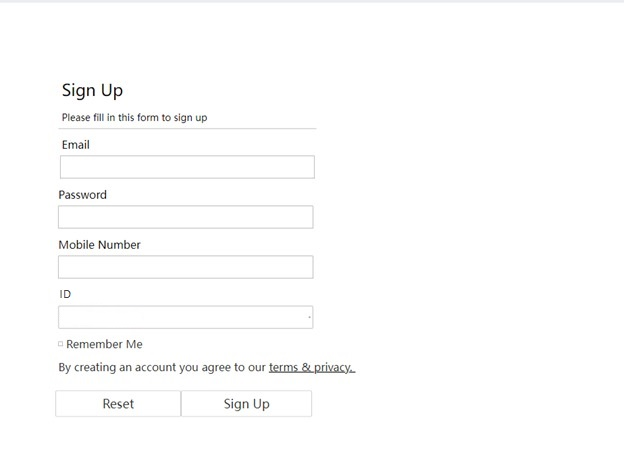 Sign Up
Please fill in this form to sign up
Email
Password
Mobile Number
ID
Remember Me
By creating an account you agree to our terms & privacy.
Reset
Sign Up